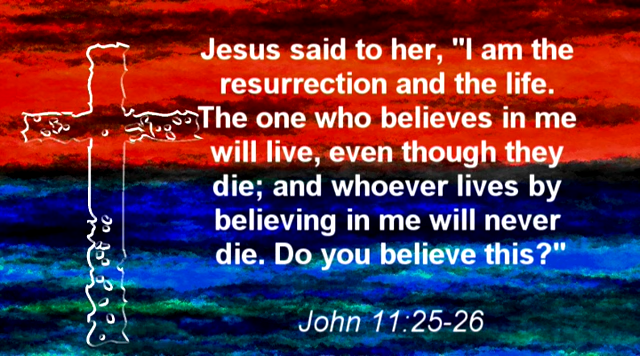 Jesus said to her, "I am the
resurrection and the life.
The one who believes in me
will live, even though they
die; and whoever lives by
believing in me will never
die. Do you believe this?"
John 11:25-26